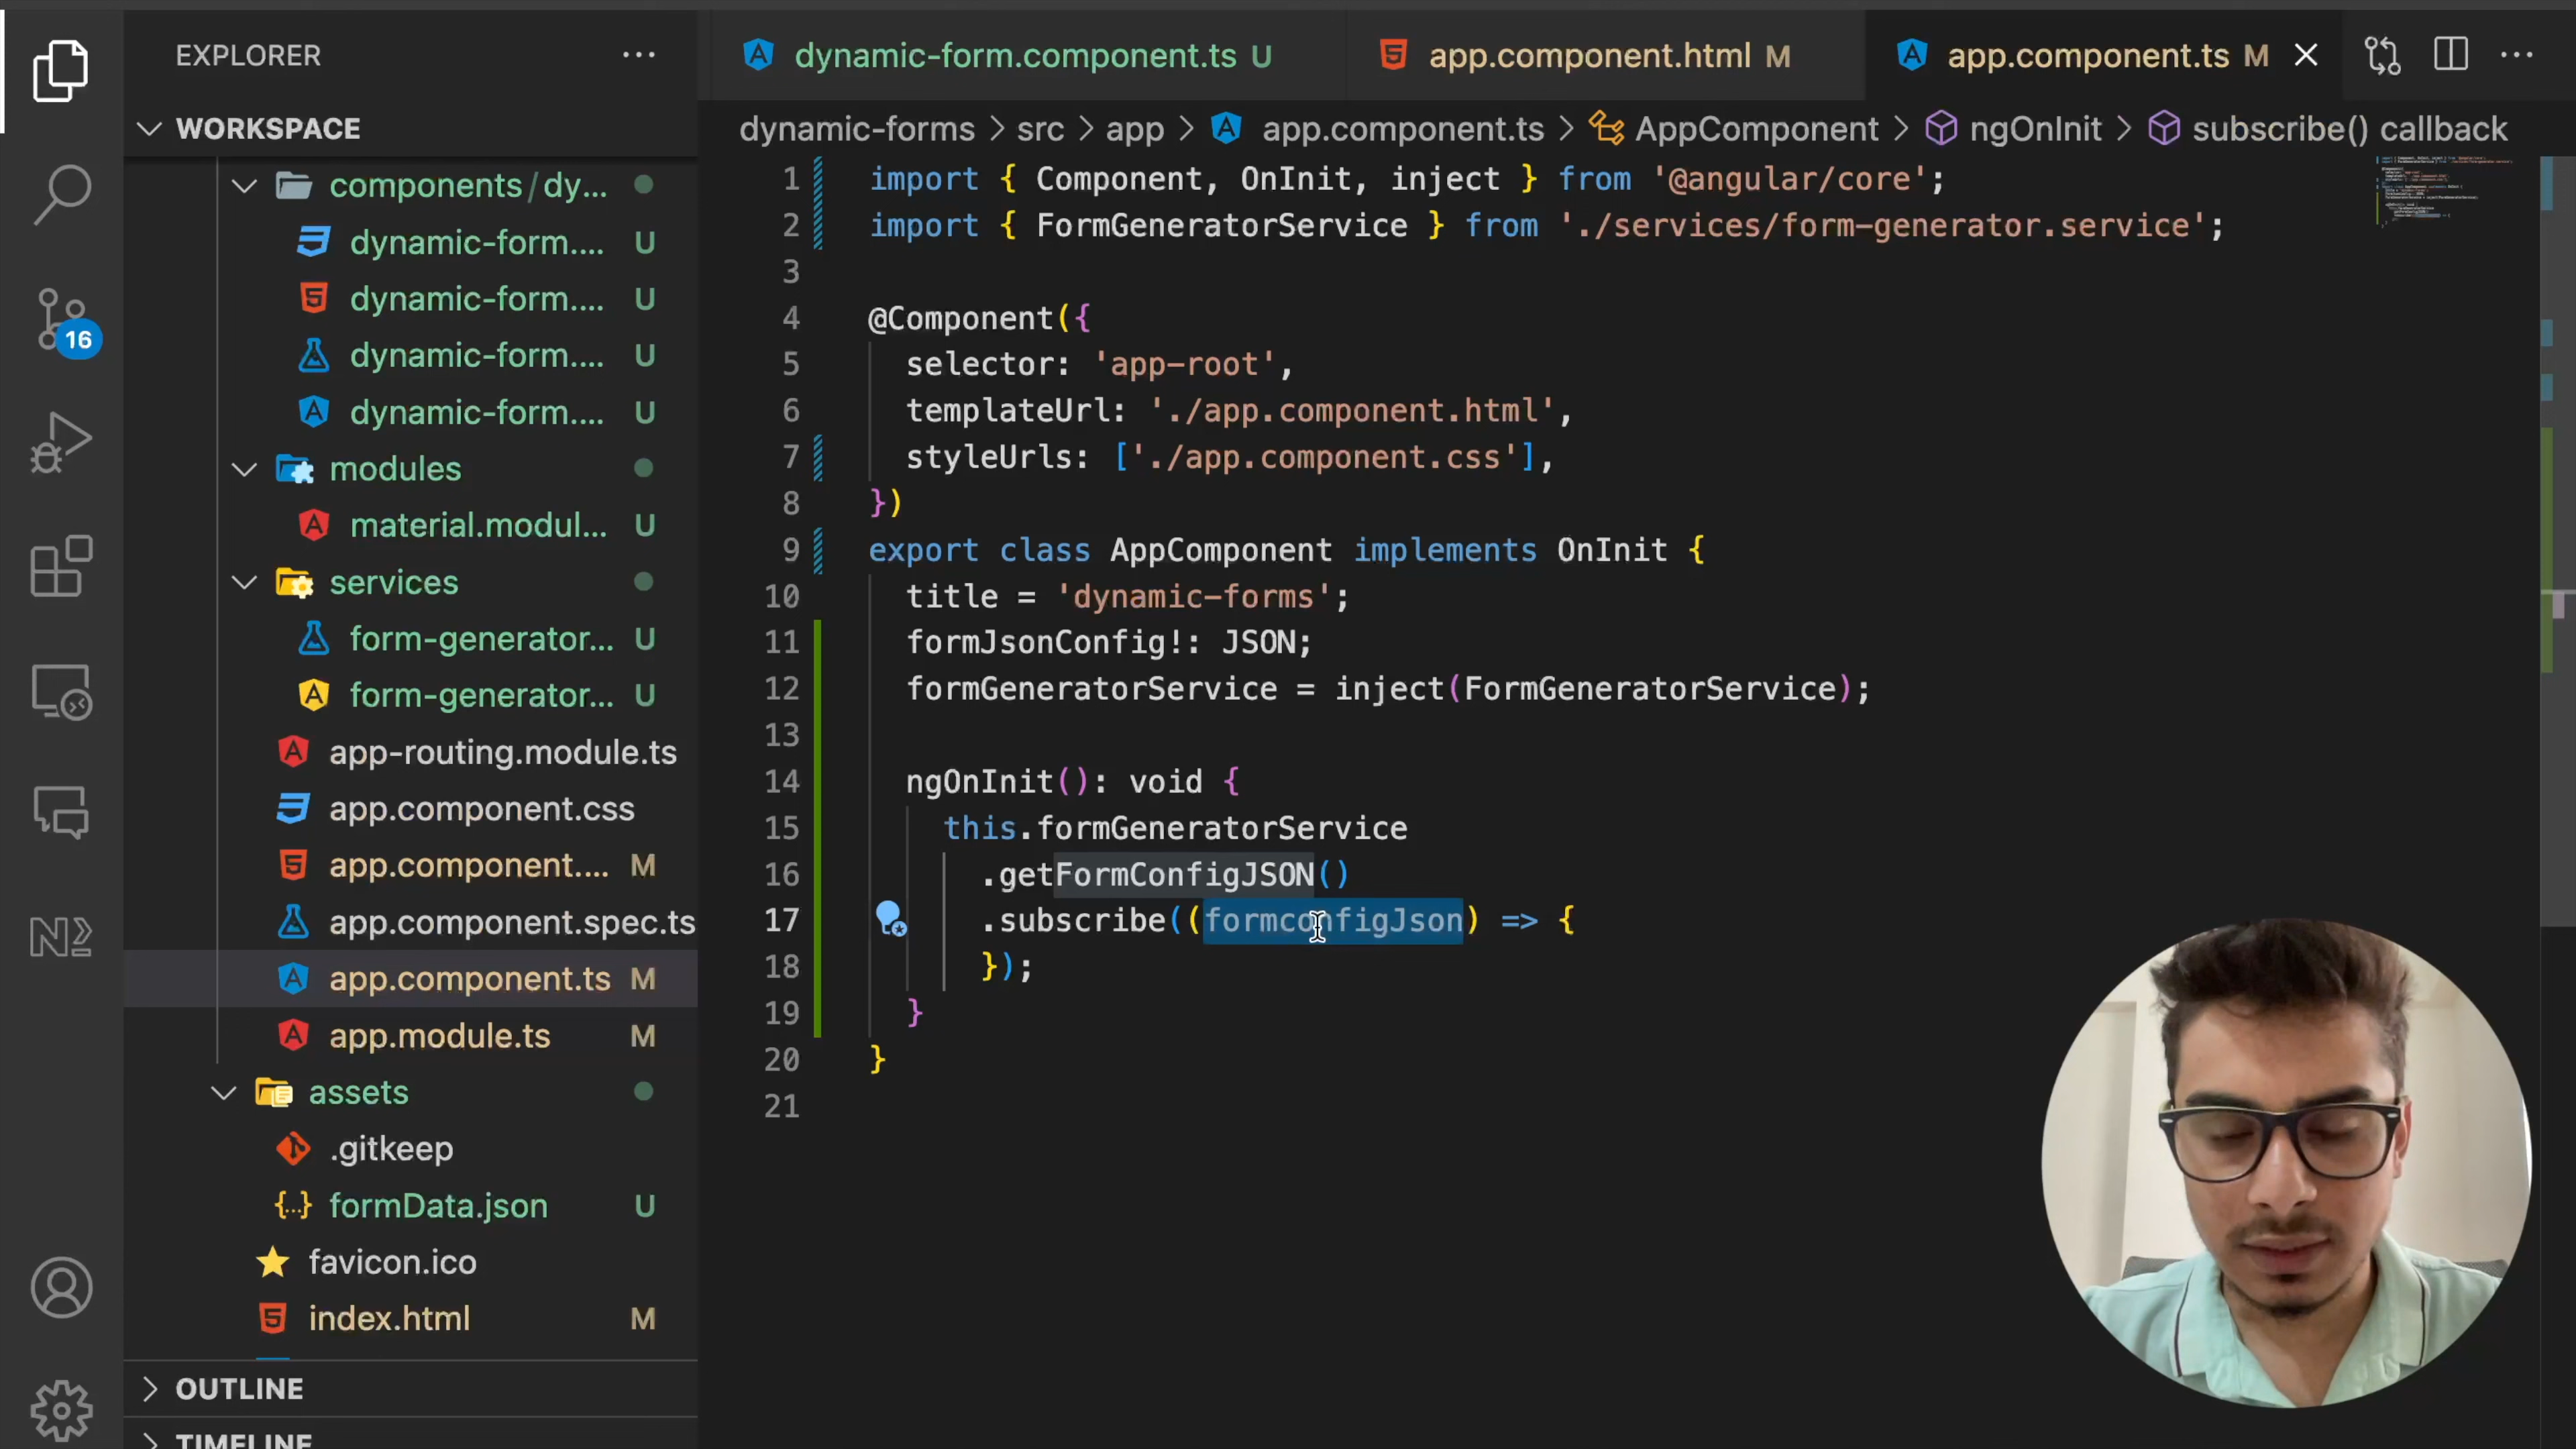 EXPLORER
WORKSPACE
components/dy...
dynamic-form.... U
dynamic-form.... U
dynamic-form.... U
dynamic-form.... U
modules
material.modul... U
services
form-generator... U
form-generator... U
app-routing.module.ts
app.component.css
app.component.... M
app.component.spec.ts
app.component.ts M
app.module.ts M
assets
.gitkeep
formData.json U
favicon.ico
index.html M
OUTLINE
TIMELINE
16
dynamic-form.component.ts U
app.component.html M
app.component.ts M
dynamic-forms > src > app > app.component.ts > AppComponent > ngOnInit > subscribe() callback
1 import { Component, OnInit, inject } from '@angular/core';
2 import { FormGeneratorService } from './services/form-generator.service';
3
4 @Component({
5 selector: 'app-root',
6 templateUrl: './app.component.html',
7 styleUrls: ['./app.component.css'],
8 })
9 export class AppComponent implements OnInit {
10 title = 'dynamic-forms';
11 formJsonConfig!: JSON;
12 formGeneratorService = inject(FormGeneratorService);
13
14 ngOnInit(): void {
15 this.formGeneratorService
16 .getFormConfigJSON()
17 .subscribe((formconfigJson) => {
18 });
19 }
20 }
21